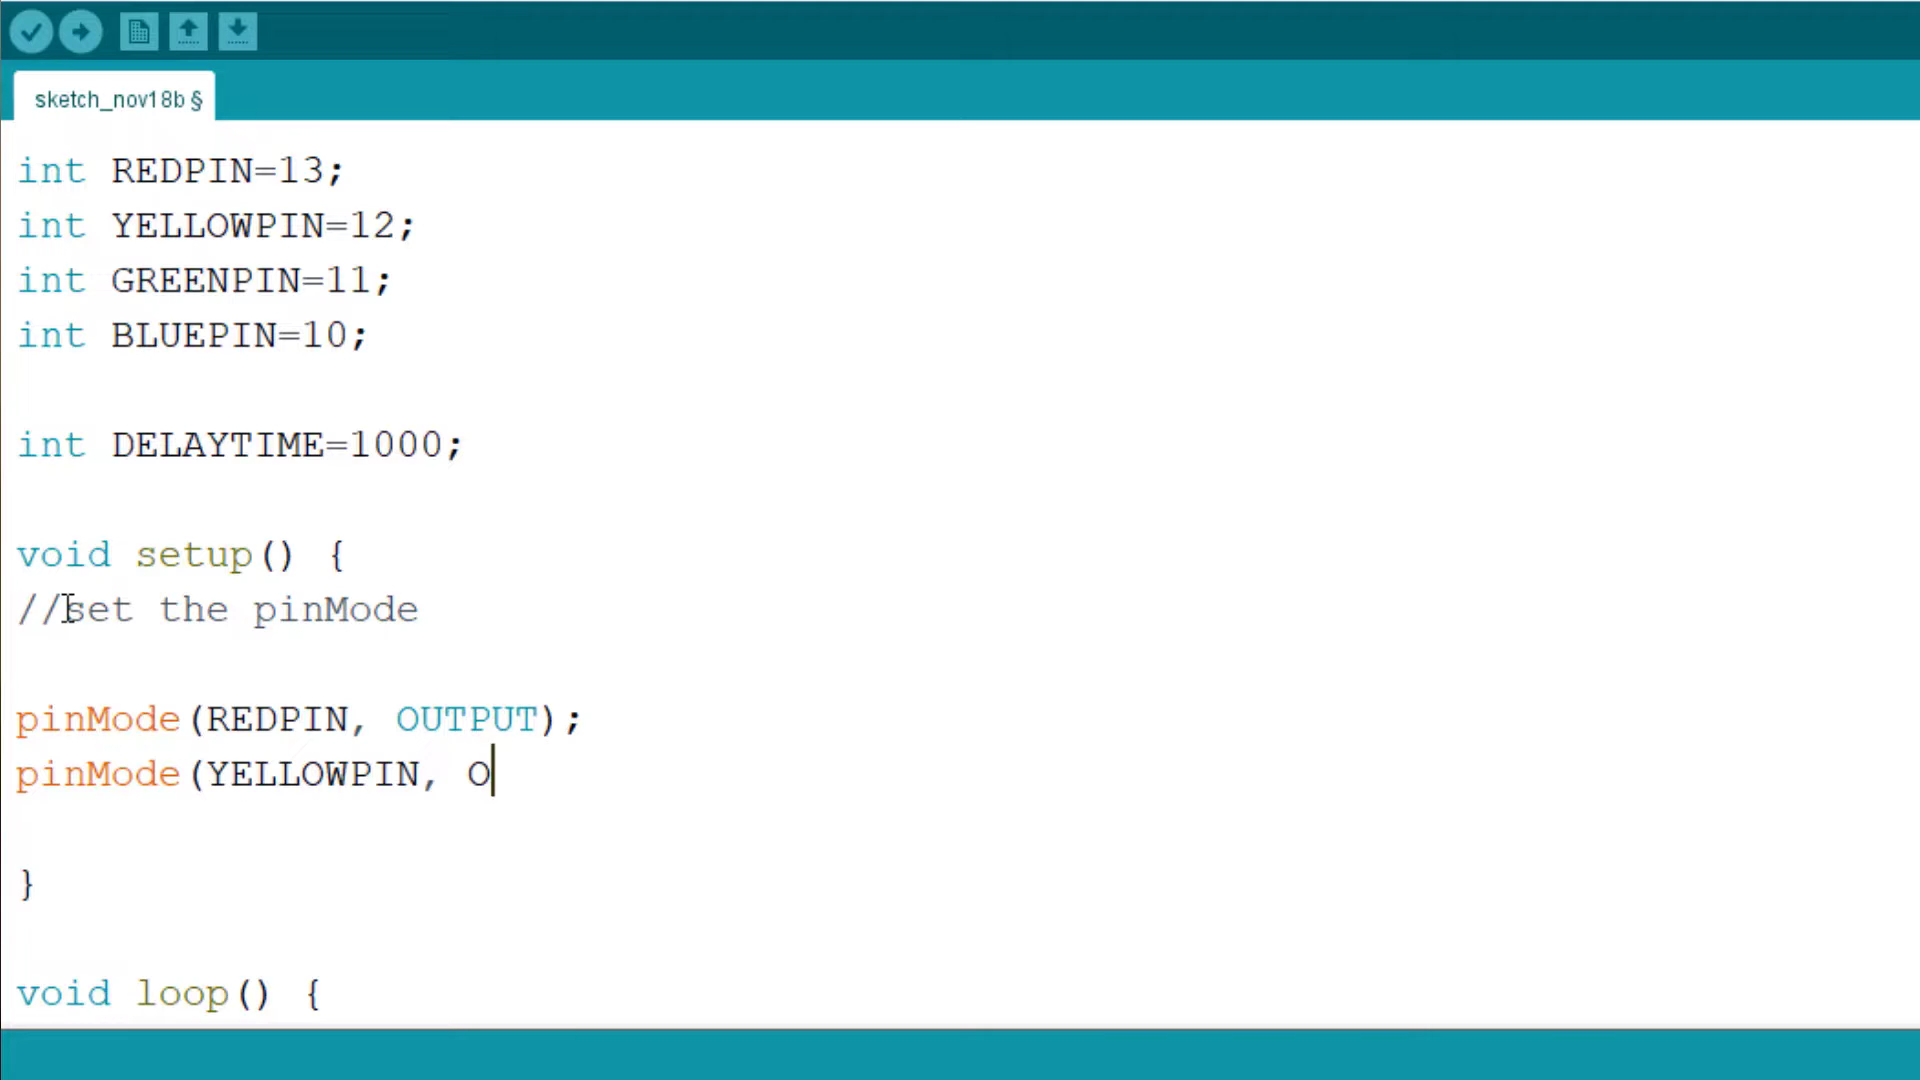 sketch_nov18b §
int REDPIN=13;
int YELLOWPIN=12;
int GREENPIN=11;
int BLUEPIN=10;
int DELAYTIME=1000;
void setup() {
//set the pinMode
pinMode(REDPIN, OUTPUT);
pinMode(YELLOWPIN, O
}
void loop() {